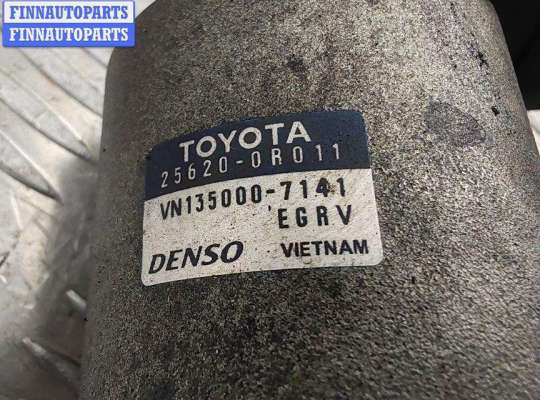 FINNAUTOPARTS
FINNAUTOPARTS
TOYOTA
25620-0R011
VN135000-7141
EGRV
DENSO VIETNAM